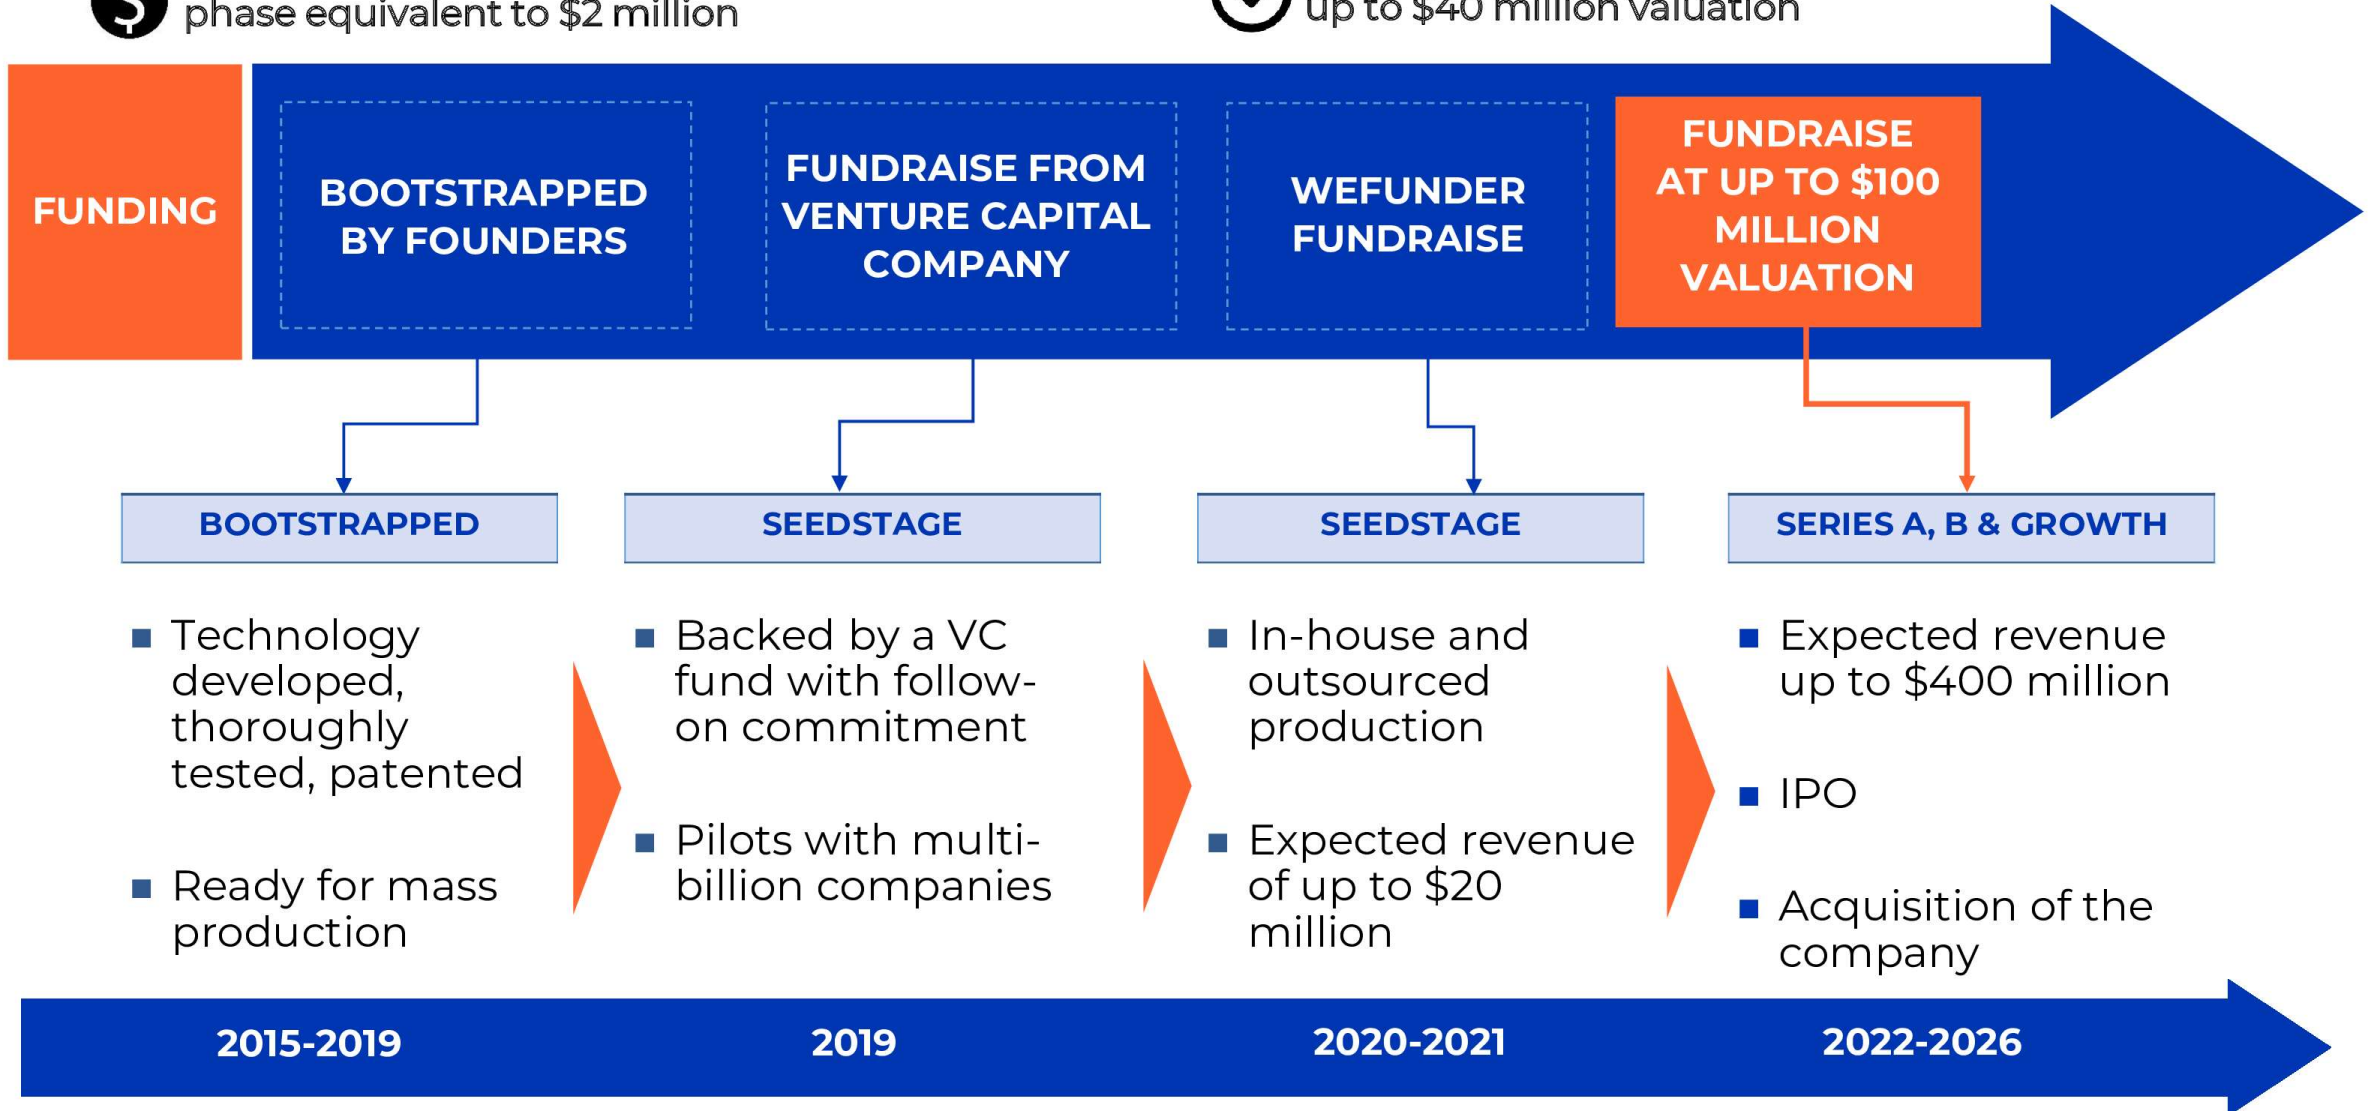 $
phase equivalent to $2 million
up to $40 million valuation
FUNDING
BOOTSTRAPPED
BY FOUNDERS
FUNDRAISE FROM
VENTURE CAPITAL
COMPANY
WEFUNDER
FUNDRAISE
FUNDRAISE
AT UP TO $100
MILLION
VALUATION
BOOTSTRAPPED
SEEDSTAGE
SEEDSTAGE
SERIES A, B & GROWTH
Technology
developed,
thoroughly
tested, patented
Ready for mass
production
Backed by a VC
fund with follow-
on commitment
Pilots with multi-
billion companies
In-house and
outsourced
production
Expected revenue
of up to $20
million
Expected revenue
up to $400 million
IPO
Acquisition of the
company
2015-2019
2019
2020-2021
2022-2026